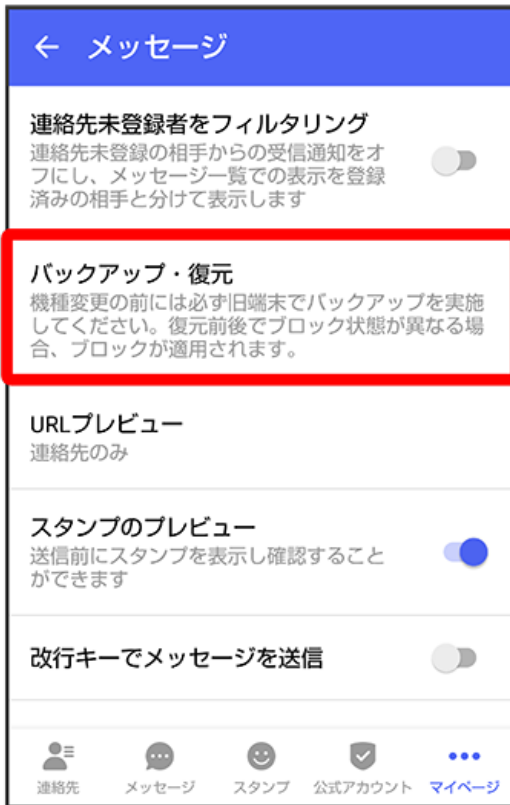 ← メッセージ
連絡先未登録者をフィルタリング
連絡先未登録の相手からの受信通知をオ
フにし、メッセージ一覧での表示を登録
済みの相手と分けて表示します
バックアップ・復元
機種変更の前には必ず旧端末でバックアップを実施
してください。復元前後でブロック状態が異なる場
合、ブロックが適用されます。
URLプレビュー
連絡先のみ
スタンプのプレビュー
送信前にスタンプを表示し確認すること
ができます
改行キーでメッセージを送信
連絡先 メッセージ スタンプ 公式アカウント マイページ